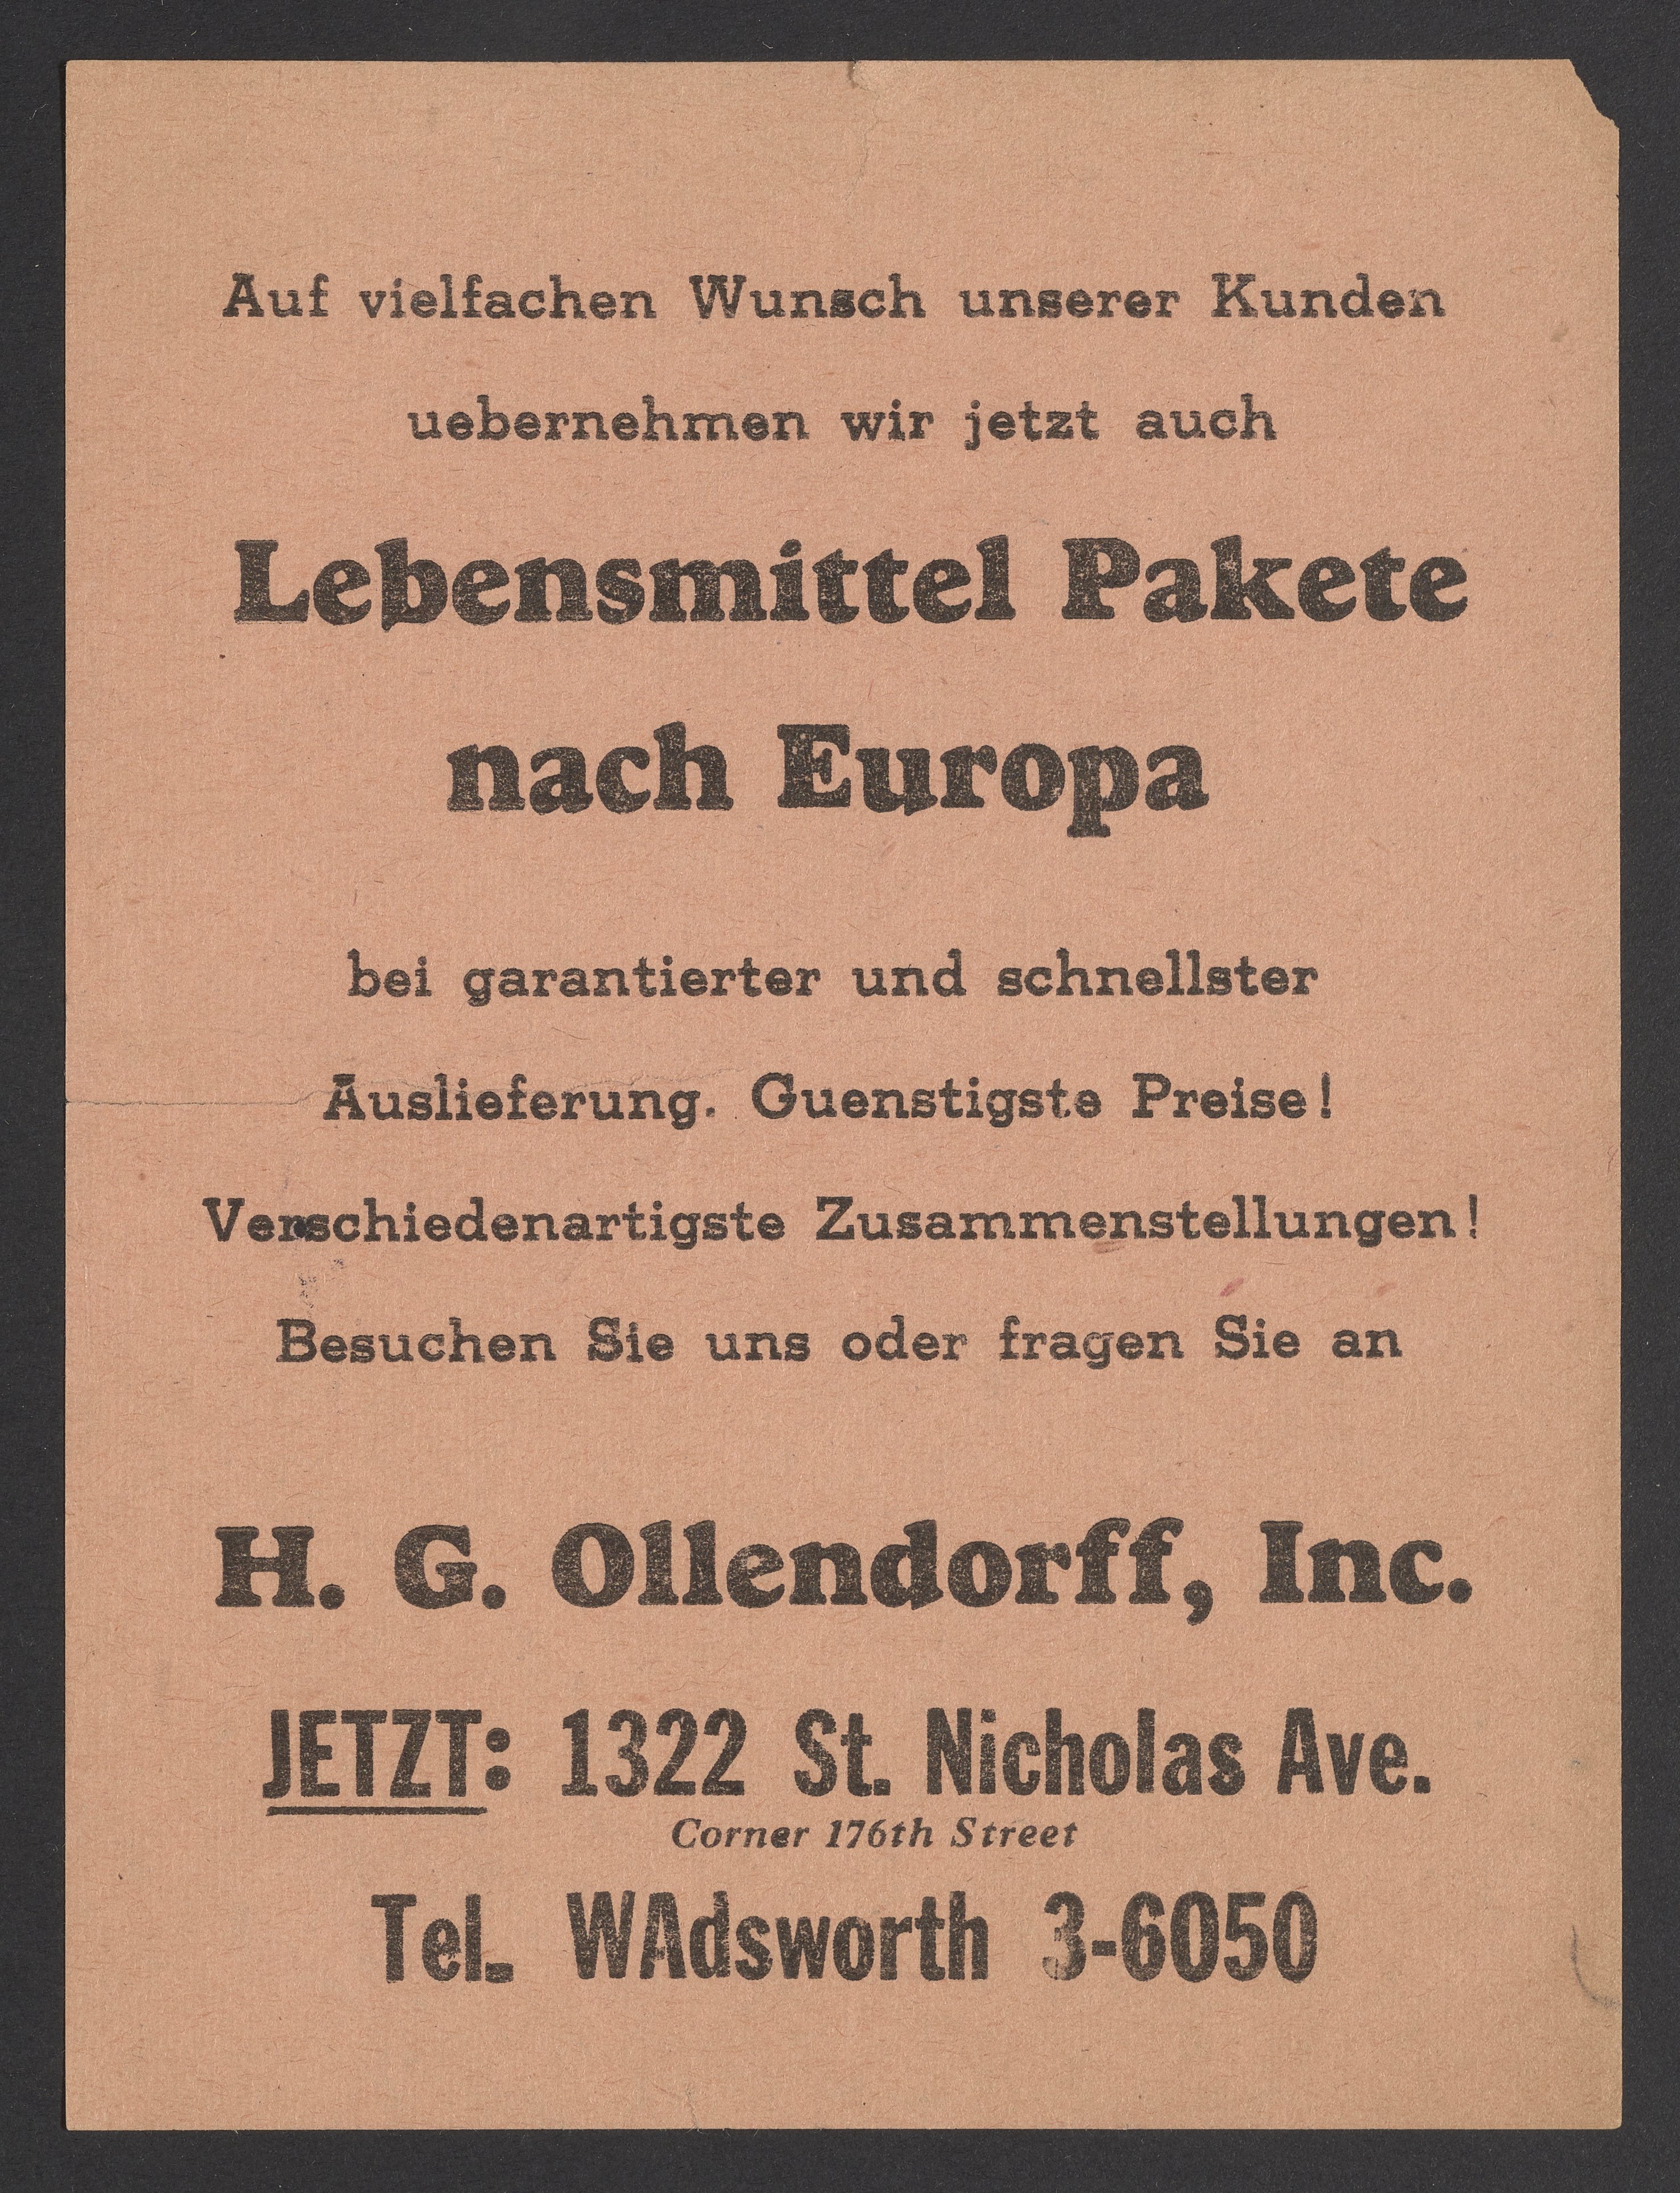 Auf vielfachen Wunsch unserer Kunden
uebernehmen wir jetzt auch
Lebensmittel Pakete
nach Europa
bei garantierter und schnellster
Auslieferung. Guenstigste Preise!
Verschiedenartigste Zusammenstellungen!
Besuchen Sie uns oder fragen Sie an
H. G. Ollendorff, Inc.
JETZT: 1322 St. Nicholas Ave.
Corner 176th Street
Tel. WAdsworth 3-6050